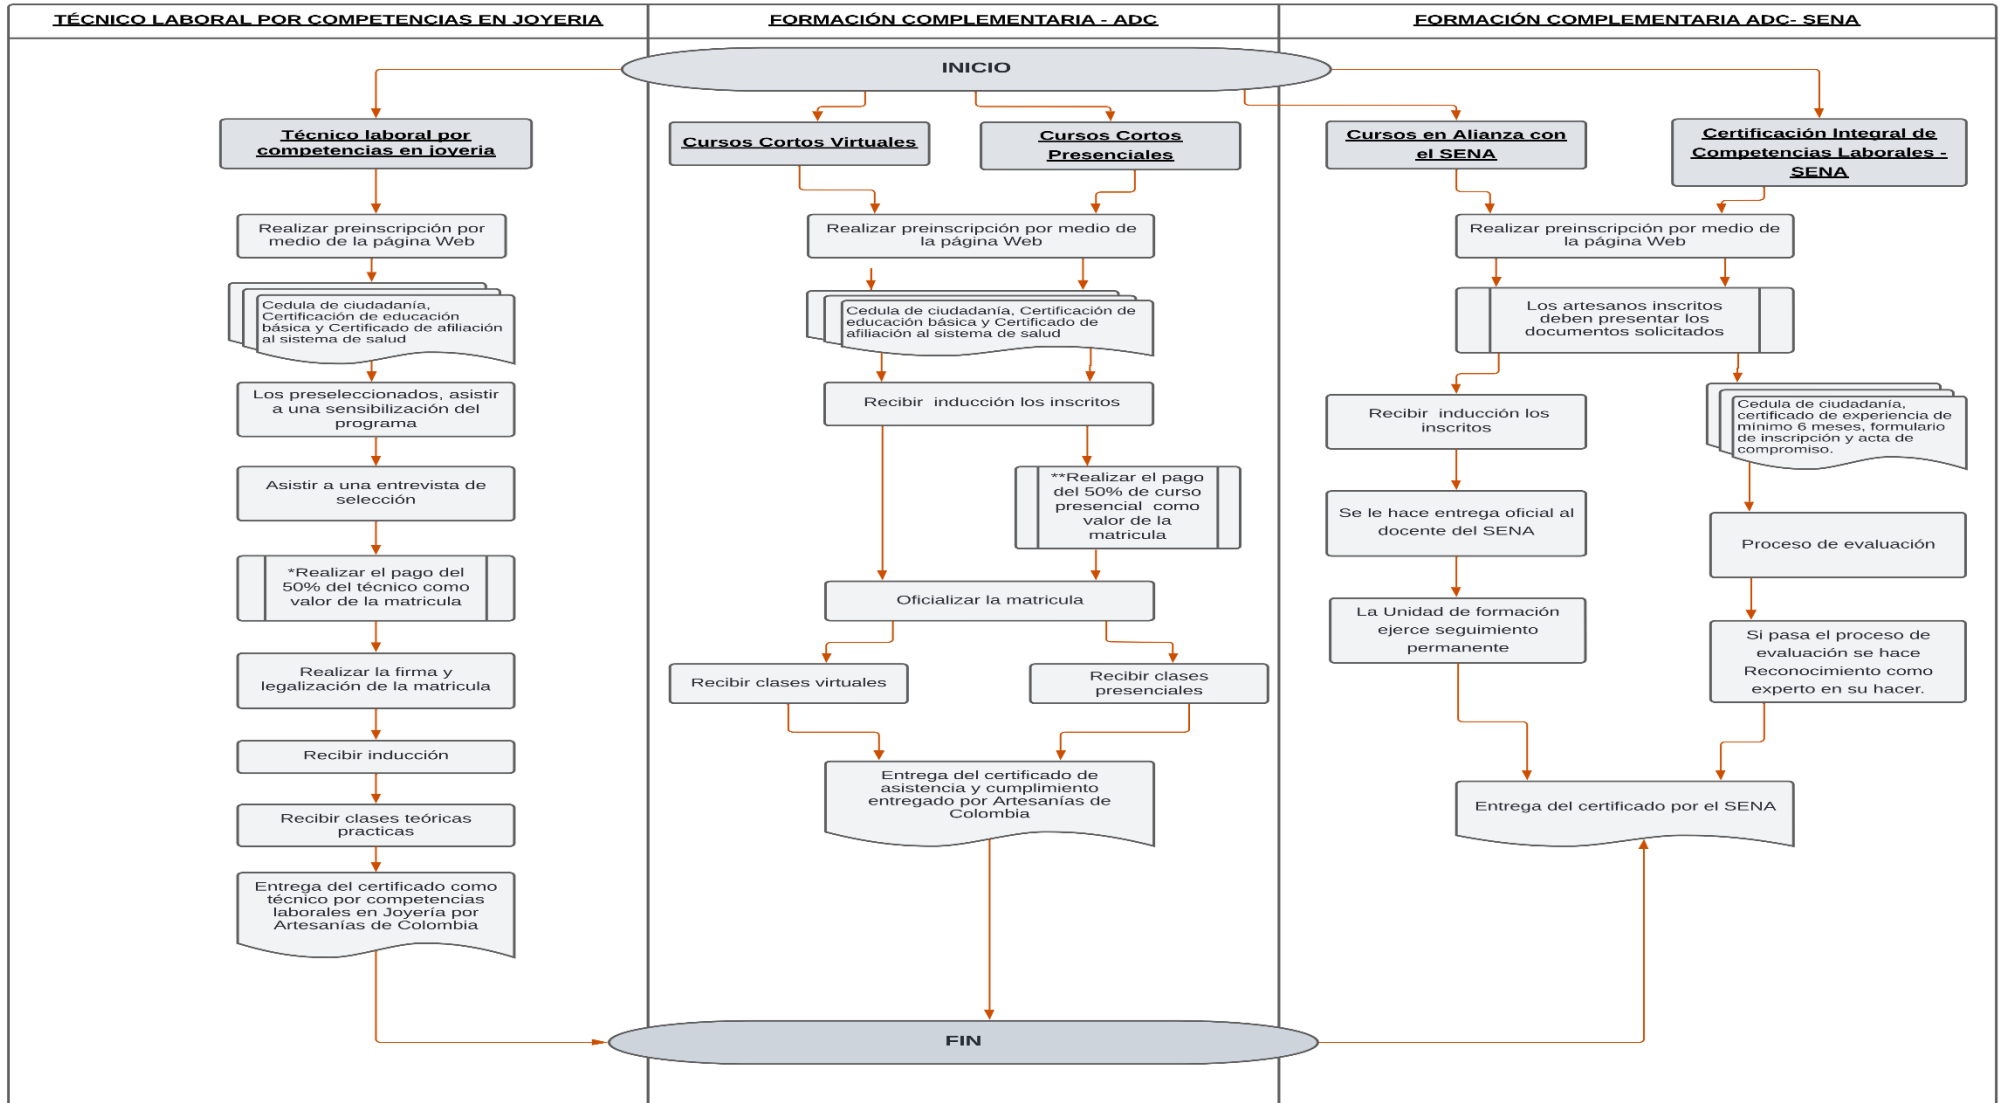 TÉCNICO LABORAL POR COMPETENCIAS EN JOYERIA
FORMACIÓN COMPLEMENTARIA - ADC
FORMACIÓN COMPLEMENTARIA ADC- SENA
INICIO
Técnico laboral por
competencias en joyeria
Realizar preinscripción por
medio de la página Web
Cedula de ciudadanía,
Certificación de educación
básica y Certificado de afiliación
al sistema de salud
Los preseleccionados, asistir
a una sensibilización del
programa
Asistir a una entrevista de
selección
*Realizar el pago del
50% del técnico como
valor de la matricula
Realizar la firma y
legalización de la matricula
Recibir inducción
Recibir clases teóricas
practicas
Entrega del certificado como
técnico por competencias
laborales en Joyería por
Artesanías de Colombia
Cursos Cortos Virtuales
Cursos Cortos
Presenciales
Realizar preinscripción por medio de
la página Web
Cedula de ciudadanía, Certificación de
educación básica y Certificado de
afiliación al sistema de salud
Recibir  inducción los inscritos
**Realizar el pago
del 50% de curso
presencial  como
valor de la
matricula
Oficializar la matricula
Recibir clases virtuales
Recibir clases
presenciales
Entrega del certificado de
asistencia y cumplimiento
entregado por Artesanías de
Colombia
Cursos en Alianza con
el SENA
Certificación Integral de
Competencias Laborales -
SENA
Realizar preinscripción por medio de
la página Web
Los artesanos inscritos
deben presentar los
documentos solicitados
Recibir  inducción los
inscritos
Se le hace entrega oficial al
docente del SENA
La Unidad de formación
ejerce seguimiento
permanente
Cedula de ciudadanía,
certificado de experiencia de
mínimo 6 meses, formulario
de inscripción y acta de
compromiso.
Proceso de evaluación
Si pasa el proceso de
evaluación se hace
Reconocimiento como
experto en su hacer.
Entrega del certificado por el SENA
FIN